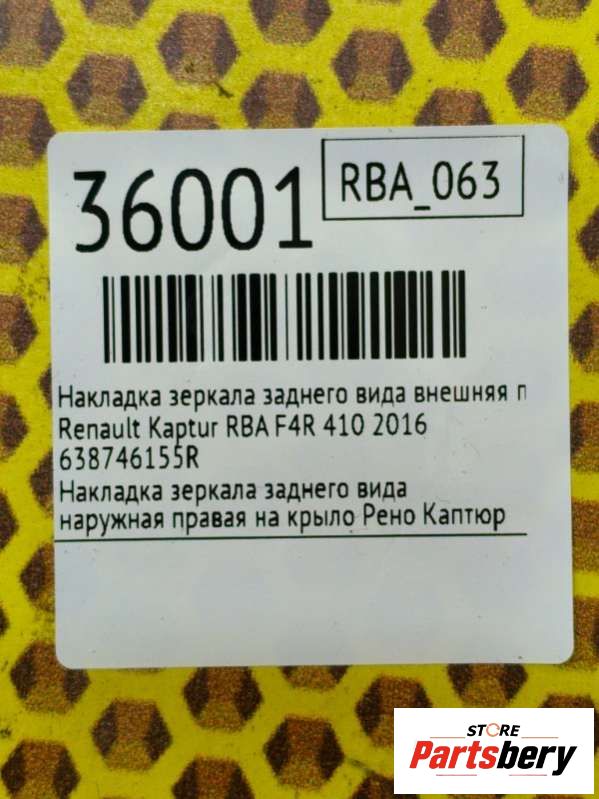 36001
RBA_063
Накладка зеркала заднего вида внешняя п
Renault Kaptur RBA F4R 410 2016
638746155R
Накладка зеркала заднего вида
наружная правая на крыло Рено Каптюр
STORE
Partsbery